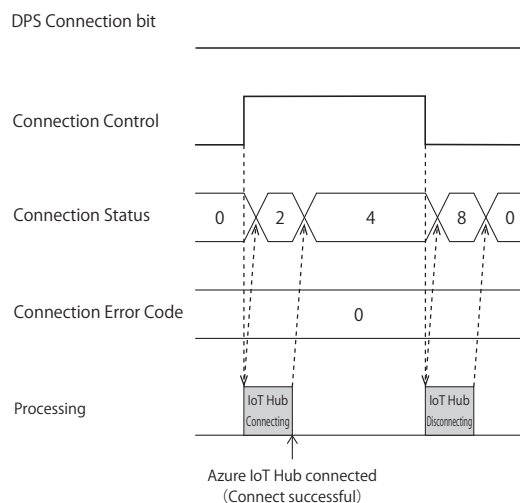 DPS Connection bit
Connection Control
Connection Status
0 2 4 8 0
Connection Error Code
0
Processing
IoT Hub
Connecting
IoT Hub
Disconnecting
Azure IoT Hub connected
(Connect successful)